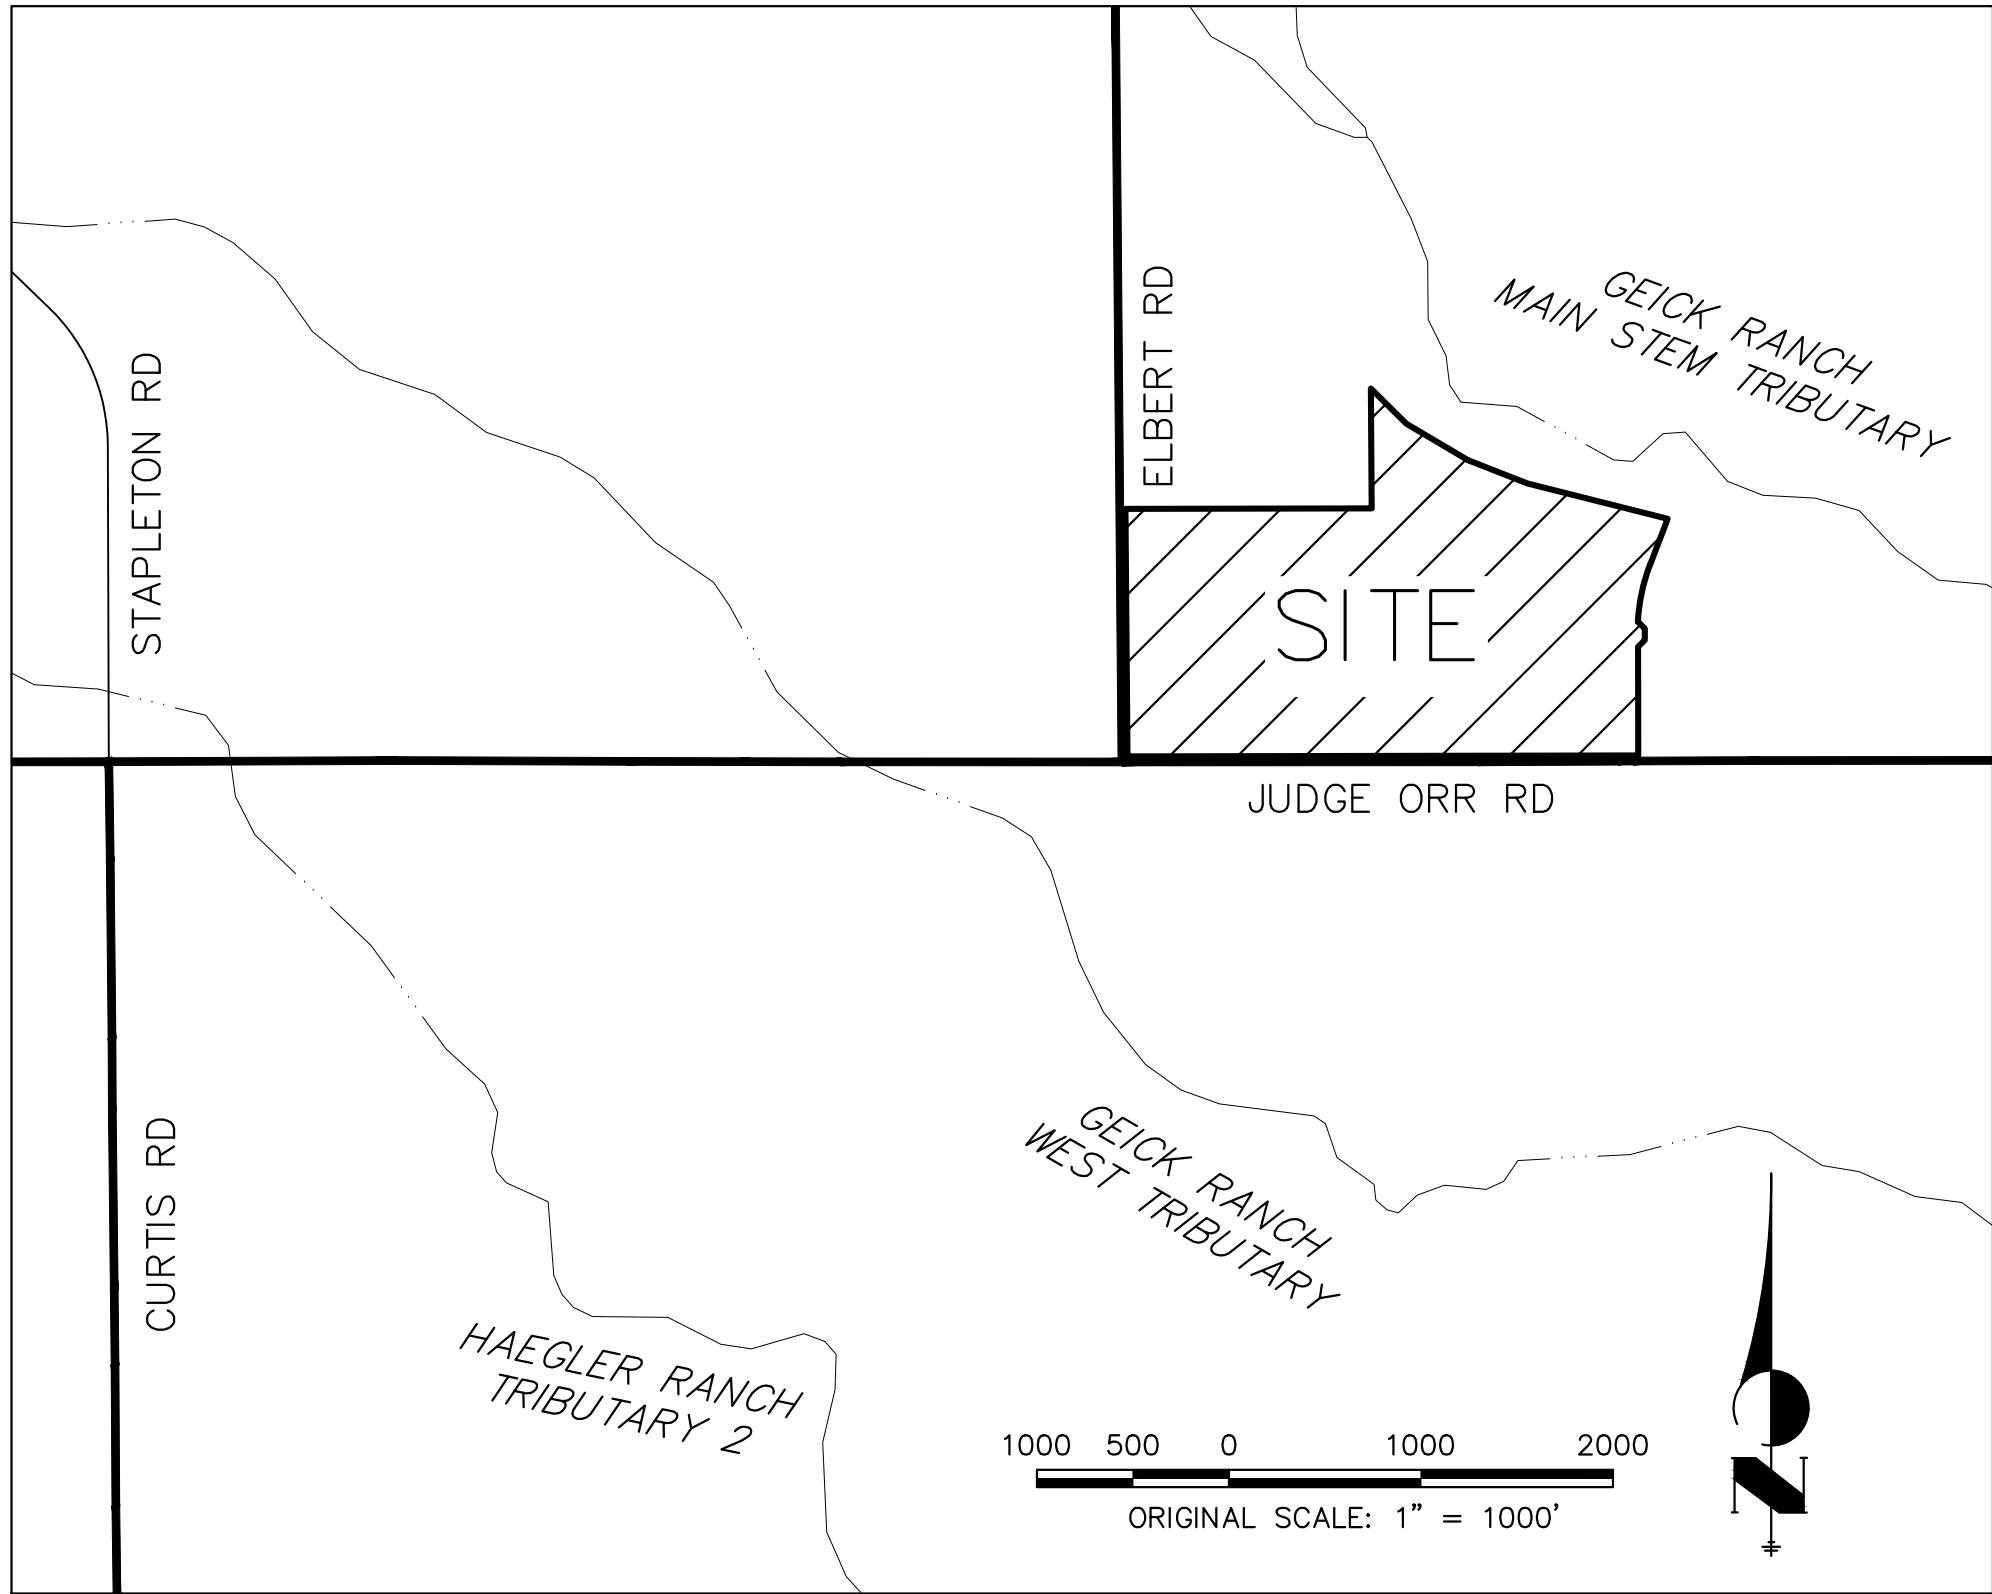 GEICK RANCH
MAIN STEM TRIBUTARY
ELBERT RD
STAPLETON RD
SITE
JUDGE ORR RD
CURTIS RD
GEICK RANCH
WEST TRIBUTARY
HAEGLER RANCH
TRIBUTARY 2
1000 500 0 1000 2000
ORIGINAL SCALE: 1" = 1000'
N